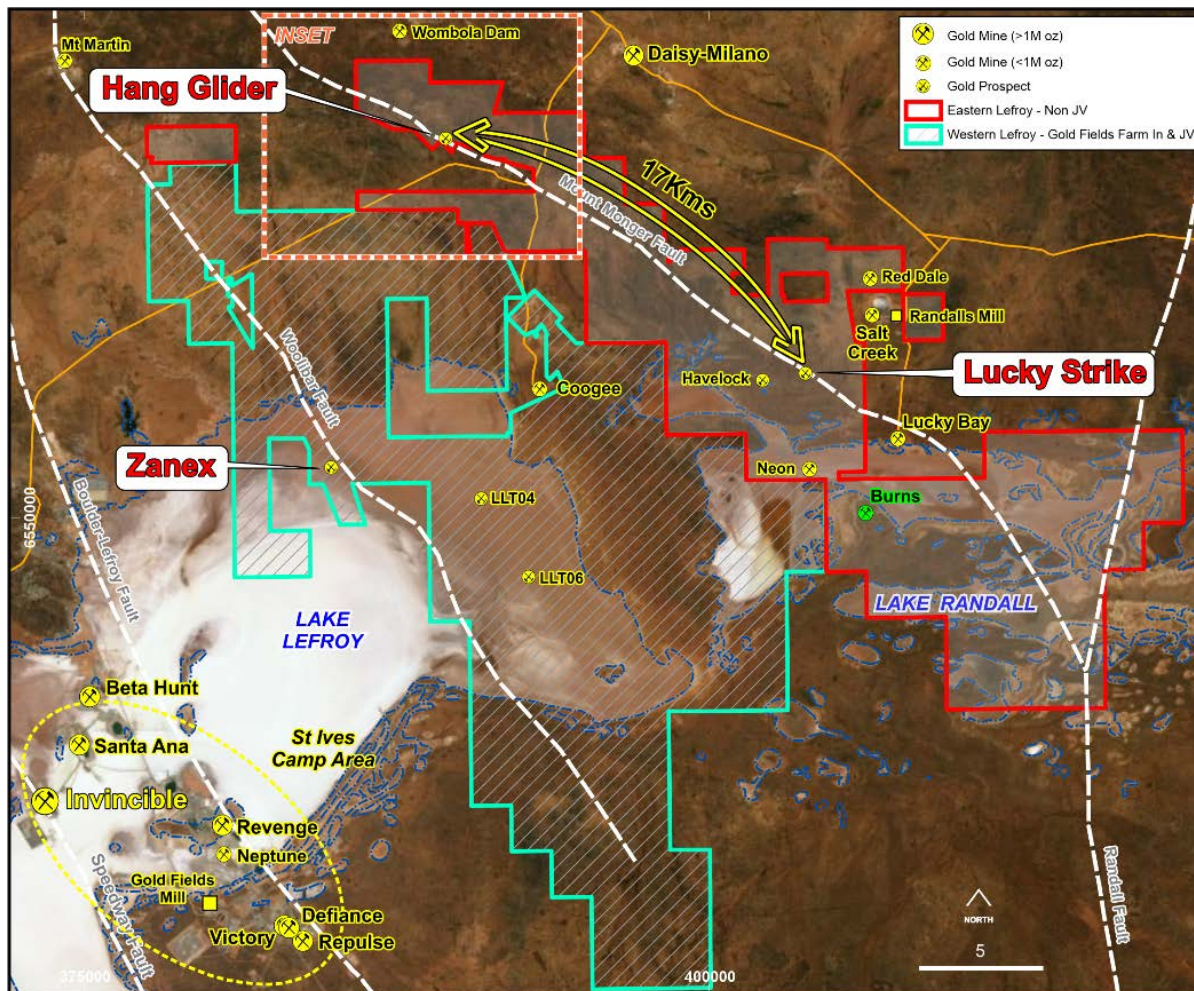 INSET
Mt Martin
Wombola Dam
Daisy-Milano
Gold Mine (>1M oz)
Gold Mine (<1M oz)
Gold Prospect
Eastern Lefroy - Non JV
Western Lefroy - Gold Fields Farm In & JV
Hang Glider
17Kms
Mount Monger Fault
Red Dale
Randalls Mill
Salt
Creek
Woolibar Fault
Havelock
Lucky Strike
Coogee
Lucky Bay
Zanex
Neon
LLT04
Burns
6550000
Boulder-Lefroy Fault
LLT06
LAKE
LEFROY
LAKE RANDALL
Beta Hunt
St Ives
Camp Area
Santa Ana
Invincible
Revenge
Neptune
Gold Fields
Mill
Speedway Fault
Defiance
Victory
Repulse
Randall Fault
NORTH
5
375000
400000